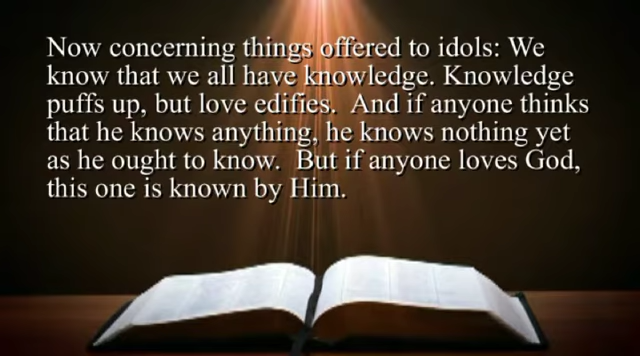 Now concerning things offered to idols: We
know that we all have knowledge. Knowledge
puffs up, but love edifies.  And if anyone thinks
that he knows anything, he knows nothing yet
as he ought to know.  But if anyone loves God,
this one is known by Him.